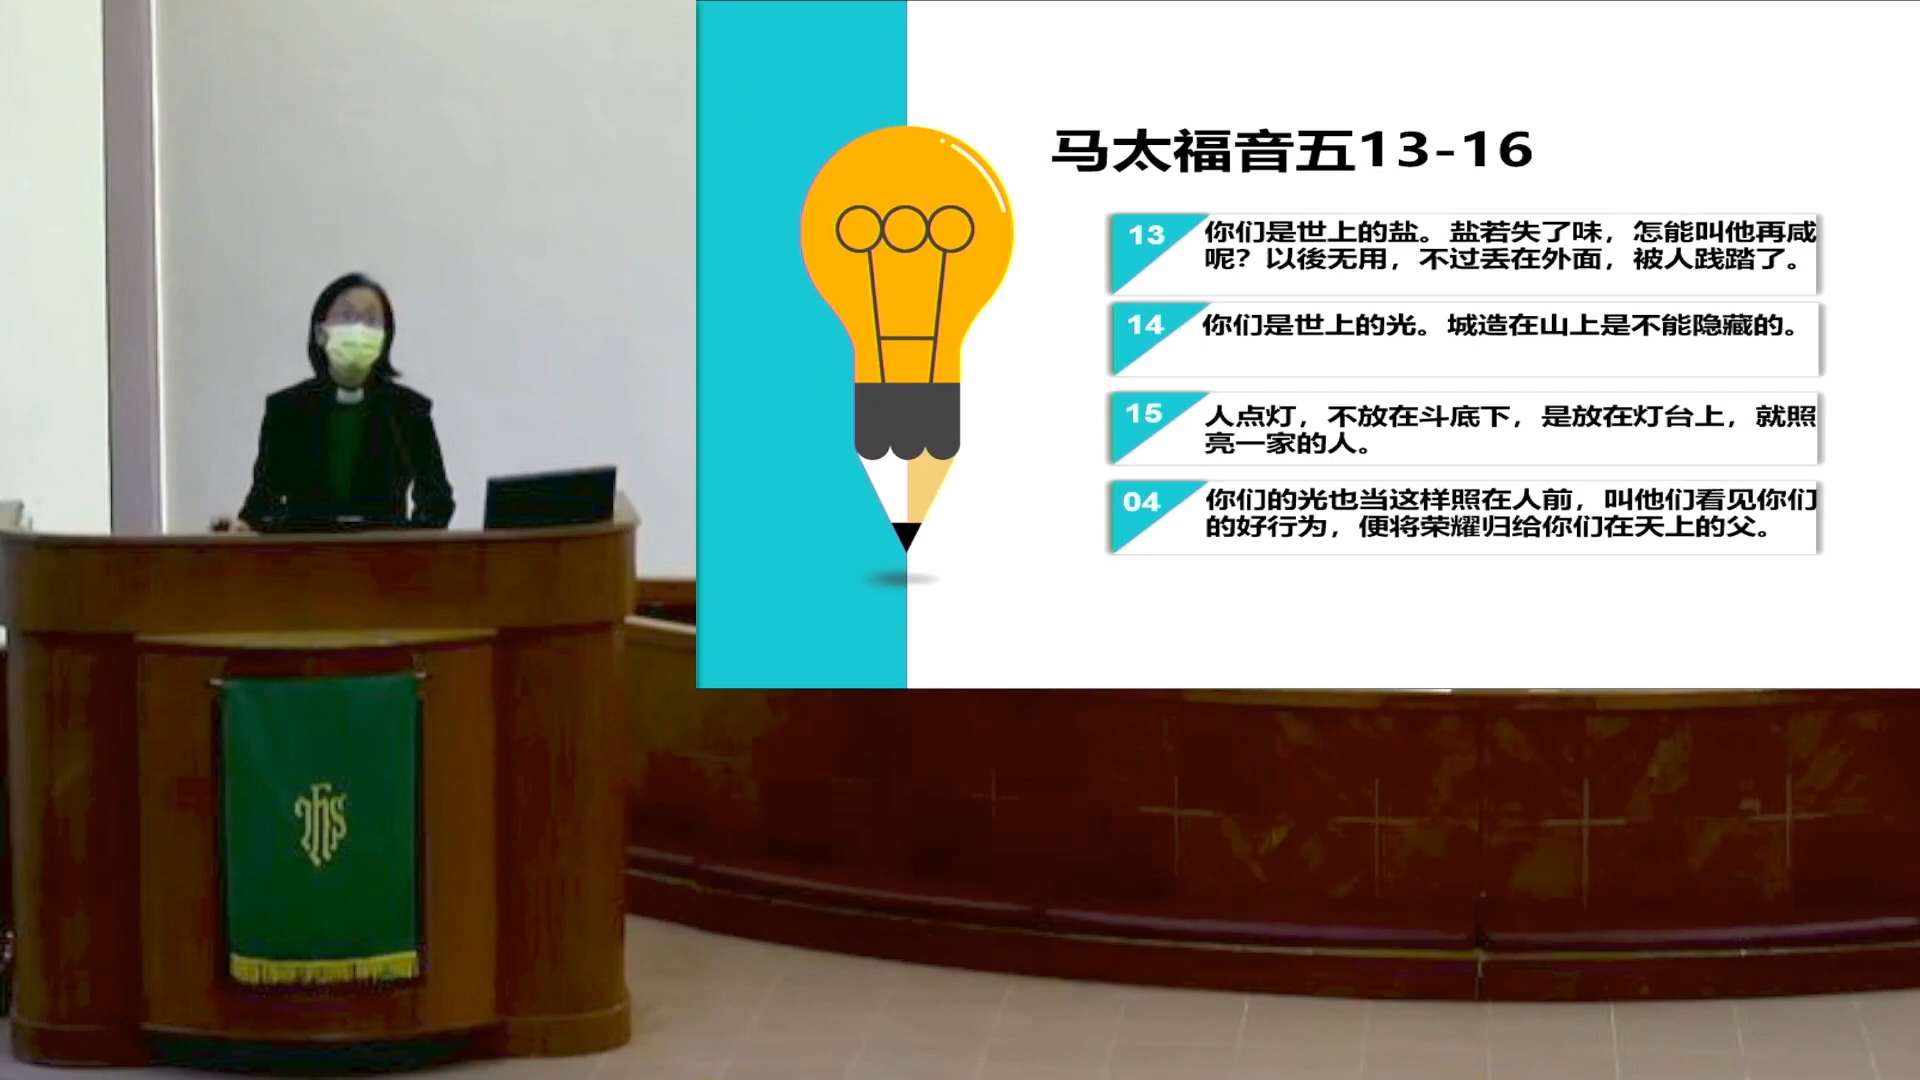 马太福音五13-16
13
你们是世上的盐。盐若失了味，怎能叫他再咸
呢？以後无用，不过丢在外面，被人践踏了。
14
你们是世上的光。城造在山上是不能隐藏的。
15
人点灯，不放在斗底下，是放在灯台上，就照
亮一家的人。
04
你们的光也当这样照在人前，叫他们看见你们
的好行为，便将荣耀归给你们在天上的父。
IHS